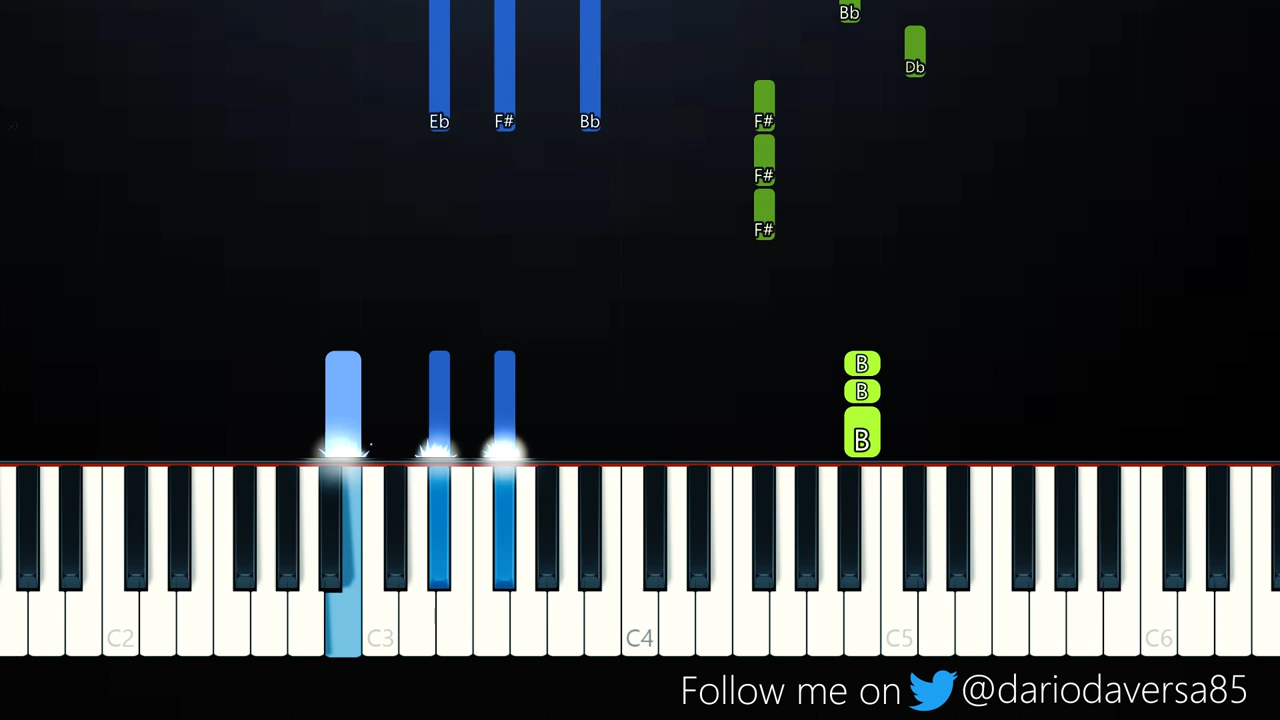 Bb
Db
Eb F# Bb F#
F#
F#
B
B
B
C2 C3 C4 C5 C6
Follow me on @dariodaversa85